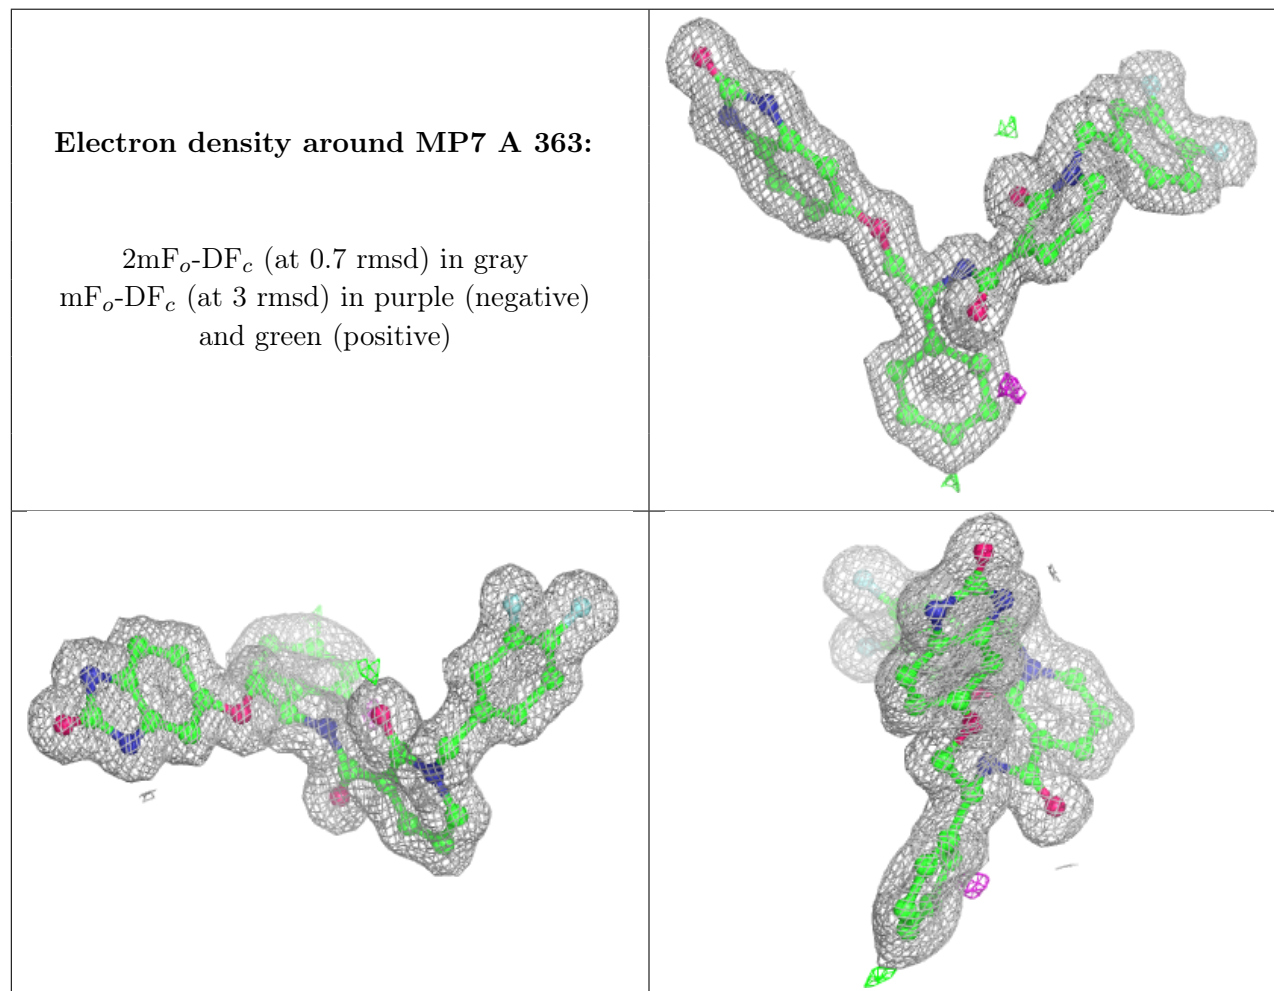 Electron density around MP7 A 363:
2mFo-DFc (at 0.7 rmsd) in gray
mFo-DFc (at 3 rmsd) in purple (negative)
and green (positive)